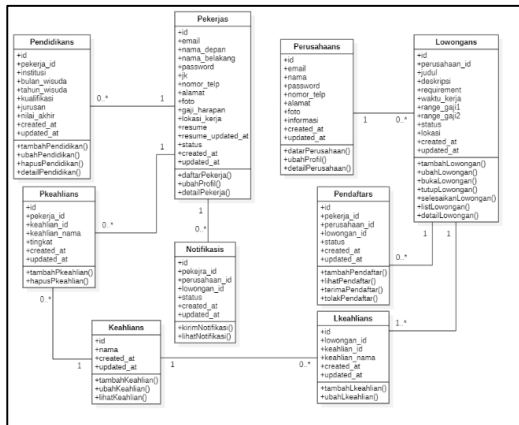 Pendidikans
+id
+pekerja_id
+institusi
+bulan_wisuda
+tahun_wisuda
+kualifikasi
+jurusan
+nilai_akhir
+created_at
+updated_at
+tambahPendidikan()
+ubahPendidikan()
+hapusPendidikan()
+detailPendidikan()
0..*
1
Pekerjas
+id
+email
+nama_depan
+nama_belakang
+password
+jk
+nomor_telp
+alamat
+foto
+gaji_harapan
+lokasi_kerja
+resume
+resume_updated_at
+status
+created_at
+updated_at
+daftarPekerja()
+ubahProfil()
+detailPekerja()
1
1
0..*
Perusahaans
+id
+email
+nama
+password
+nomor_telp
+alamat
+foto
+informasi
+created_at
+updated_at
+datarPerusahaan()
+ubahProfil()
+detailPerusahaan()
1
0..*
Lowongans
+id
+perusahaan_id
+judul
+deskripsi
+requirement
+waktu_kerja
+range_gaji1
+range_gaji2
+status
+lokasi
+created_at
+updated_at
+tambahLowongan()
+ubahLowongan()
+bukaLowongan()
+tutupLowongan()
+selesaikanLowongan()
+listLowongan()
+detailLowongan()
1
1
Pkeahlians
+id
+pekerja_id
+keahlian_id
+keahlian_nama
+tingkat
+created_at
+updated_at
+tambahPkeahlian()
+hapusPkeahlian()
0..*
0..*
Notifikasis
+id
+pekejra_id
+perusahaan_id
+lowongan_id
+status
+created_at
+updated_at
+kirimNotifikasi()
+lihatNotifikasi()
Pendaftars
+id
+pekerja_id
+perusahaan_id
+lowongan_id
+status
+created_at
+updated_at
+tambahPendaftar()
+lihatPendaftar()
+terimaPendaftar()
+tolakPendaftar()
0..*
Keahlians
+id
+nama
+created_at
+updated_at
+tambahKeahlian()
+ubahKeahlian()
+lihatKeahlian()
1
1
0..*
Lkeahlians
+id
+lowongan_id
+keahlian_id
+keahlian_nama
+created_at
+updated_at
+tambahLkeahlian()
+ubahLkeahlian()
1..*